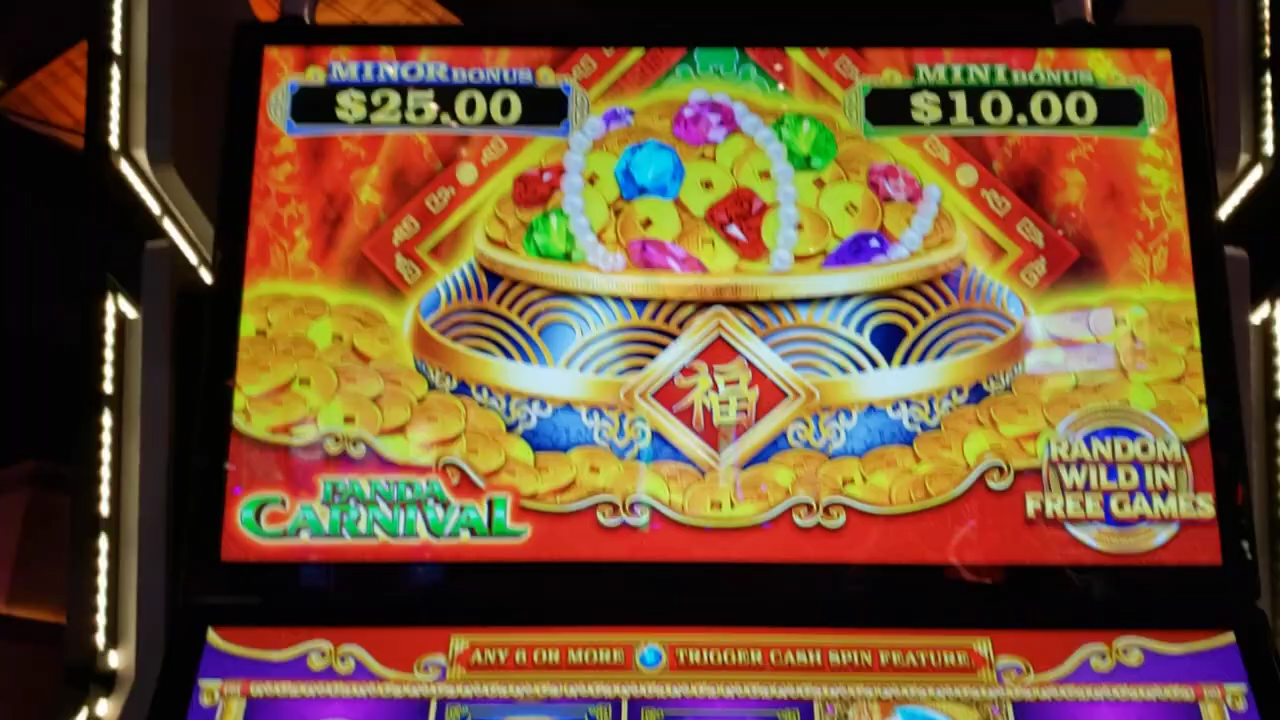 MINOR BONUS
$25.00
MINI BONUS
$10.00
福
PANDA
CARNIVAL
RANDOM
WILD IN
FREE GAMES
ANY 6 OR MORE TRIGGER CASH SPIN FEATURE